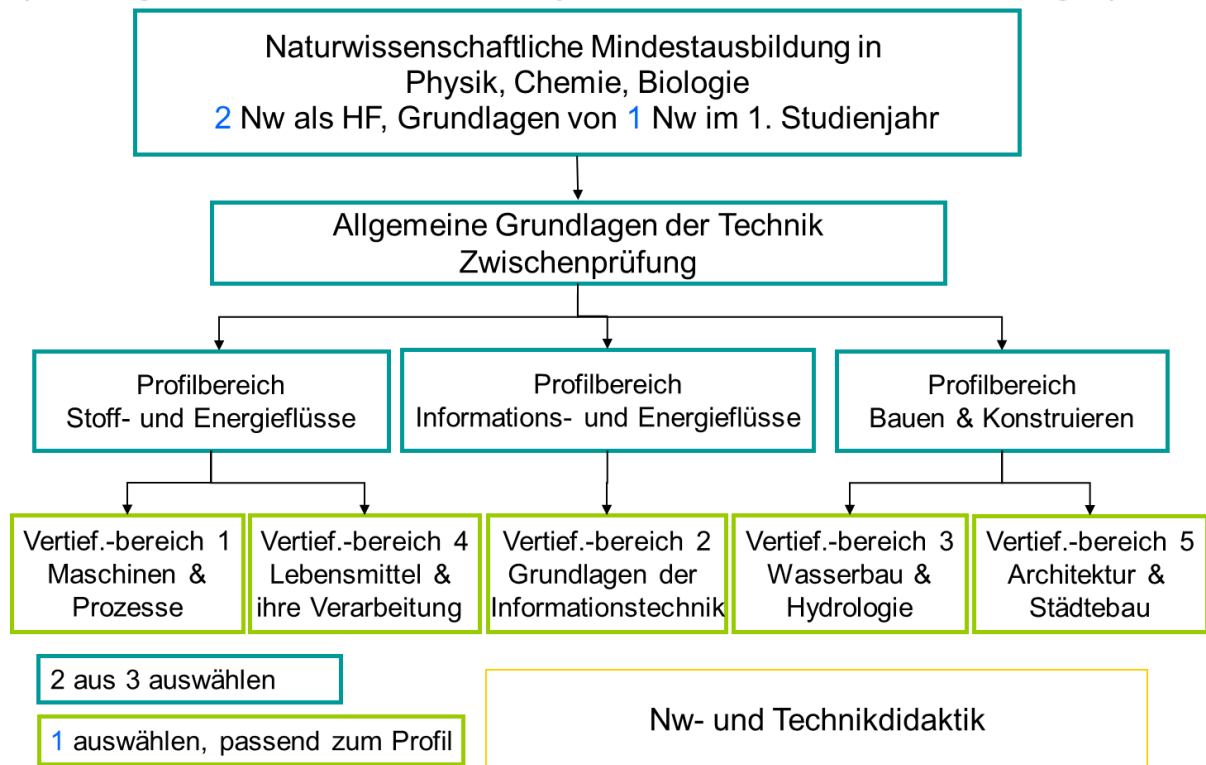 Naturwissenschaftliche Mindestausbildung in
Physik, Chemie, Biologie
2 Nw als HF, Grundlagen von 1 Nw im 1. Studienjahr
Allgemeine Grundlagen der Technik
Zwischenprüfung
Profilbereich
Stoff- und Energieflüsse
Profilbereich
Informations- und Energieflüsse
Profilbereich
Bauen & Konstruieren
Vertief.-bereich 1
Maschinen &
Prozesse
Vertief.-bereich 4
Lebensmittel &
ihre Verarbeitung
Vertief.-bereich 2
Grundlagen der
Informationstechnik
Vertief.-bereich 3
Wasserbau &
Hydrologie
Vertief.-bereich 5
Architektur &
Städtebau
2 aus 3 auswählen
1 auswählen, passend zum Profil
Nw- und Technikdidaktik